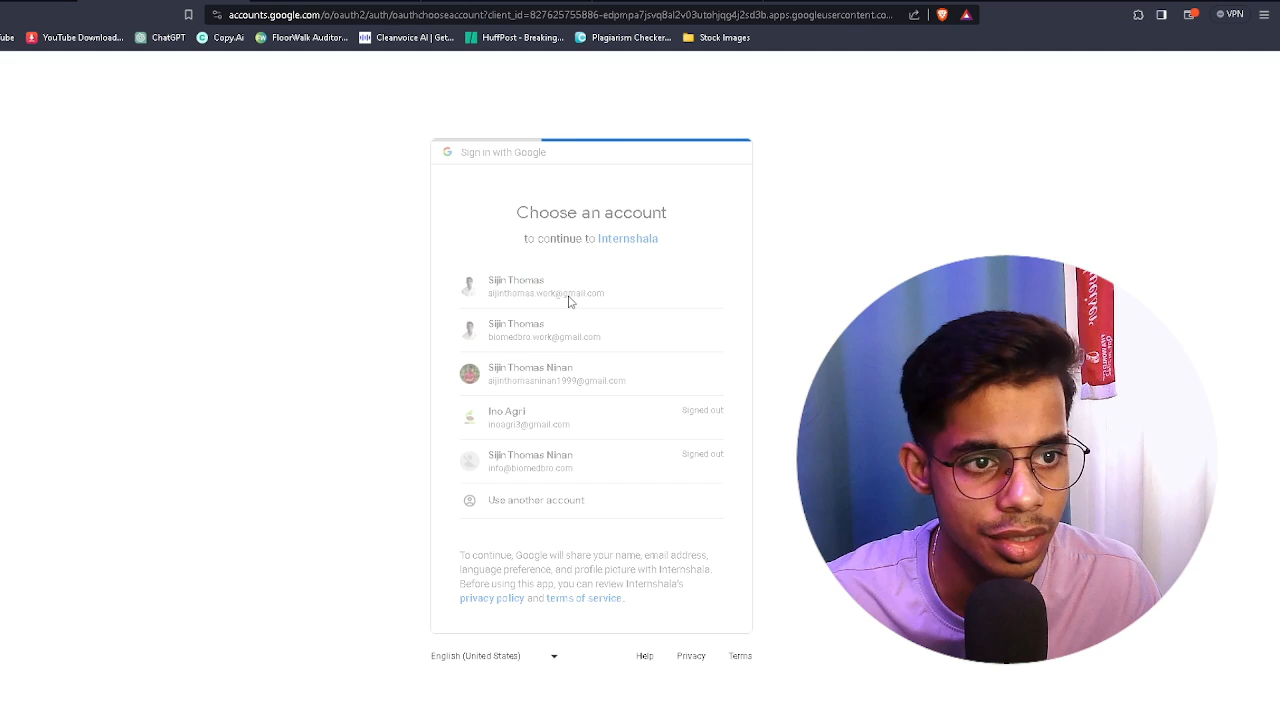 accounts.google.com/o/oauth2/auth/oauthchooseaccount?client_id=827625755886-edpmpa7jsvq8al2v03utohjqg4j2sd3b.apps.googleusercontent.co...
VPN
Tube
YouTube Download...
ChatGPT
Copy.Ai
FloorWalk Auditor...
Cleanvoice AI | Get...
HuffPost - Breaking...
Plagiarism Checker...
Stock Images
Sign in with Google
Choose an account
to continue to Internshala
Sijin Thomas
sijinthomas.work@gmail.com
Sijin Thomas
biomedbro.work@gmail.com
Sijin Thomas Ninan
sijinthomasninan1999@gmail.com
Ino Agri
Signed out
inoagri3@gmail.com
Sijin Thomas Ninan
Signed out
info@biomedbro.com
Use another account
To continue, Google will share your name, email address,
language preference, and profile picture with Internshala.
Before using this app, you can review Internshala's
privacy policy and terms of service.
English (United States)
Help
Privacy
Terms